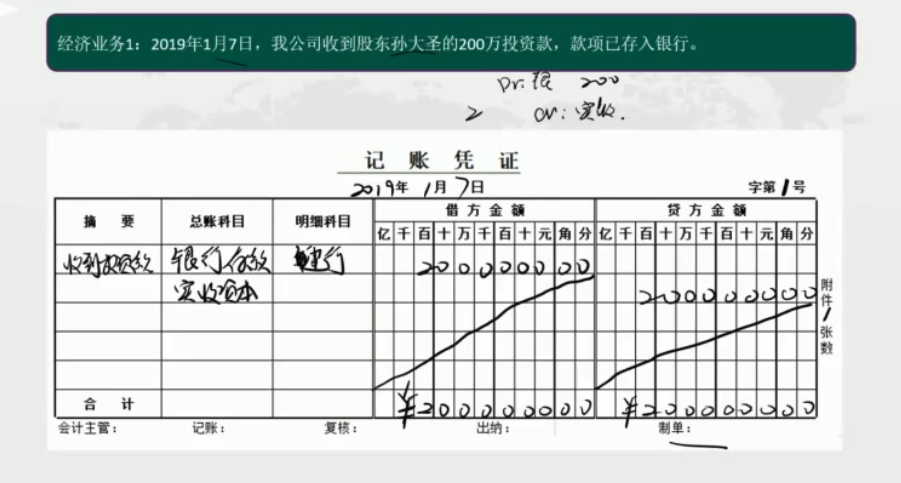 经济业务1：2019年1月7日，我公司收到股东孙大圣的200万投资款，款项已存入银行。
Dr: 银 200
2 Cr: 实收.
记 账 凭 证
2019年 1月 7日 字第 1 号
摘 要 总账科目 明细科目 借方金额 贷方金额
亿 千 百 十 万 千 百 十 元 角 分 亿 千 百 十 万 千 百 十 元 角 分
收到投资款 银行存款 建行 200000000
实收资本 200000000
附件 1 张数
合 计 ¥200000000 ¥200000000
会计主管： 记账： 复核： 出纳： 制单：